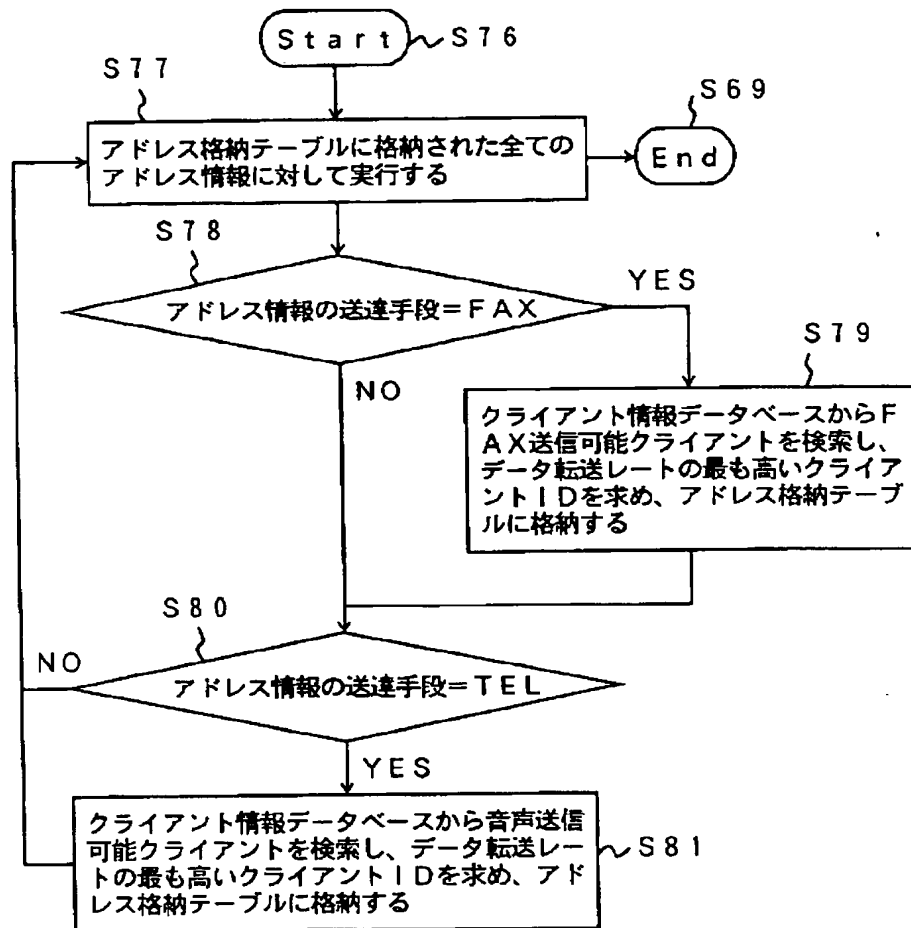 Start
S76
S77
S69
アドレス格納テーブルに格納された全ての
アドレス情報に対して実行する
End
S78
アドレス情報の送達手段=FAX
YES
NO
S79
クライアント情報データベースからF
AX送信可能クライアントを検索し、
データ転送レートの最も高いクライア
ントIDを求め、アドレス格納テーブ
ルに格納する
S80
NO
アドレス情報の送達手段=TEL
YES
クライアント情報データベースから音声送信
可能クライアントを検索し、データ転送レー
トの最も高いクライアントIDを求め、アド
レス格納テーブルに格納する
S81